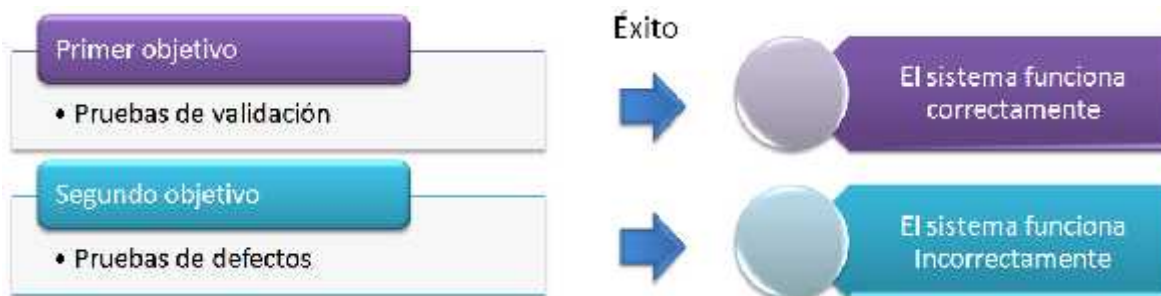 Primer objetivo
• Pruebas de validación
Éxito
El sistema funciona
correctamente
Segundo objetivo
• Pruebas de defectos
El sistema funciona
Incorrectamente